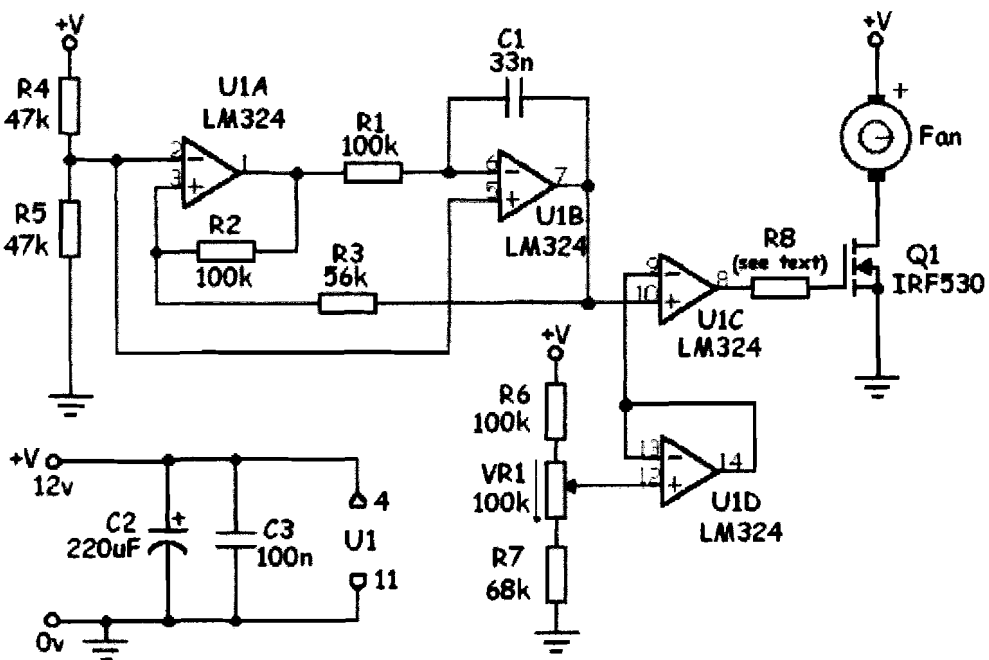 +V
R4
47k
R5
47k
U1A
LM324
2
3
1
R1
100k
R2
100k
R3
56k
C1
33n
6
5
7
U1B
LM324
+V
+
Fan
R8
(see text)
Q1
IRF530
9
10
8
U1C
LM324
+V
R6
100k
VR1
100k
R7
68k
13
12
14
U1D
LM324
+V
12v
C2
220uF
+
C3
100n
4
U1
11
0v